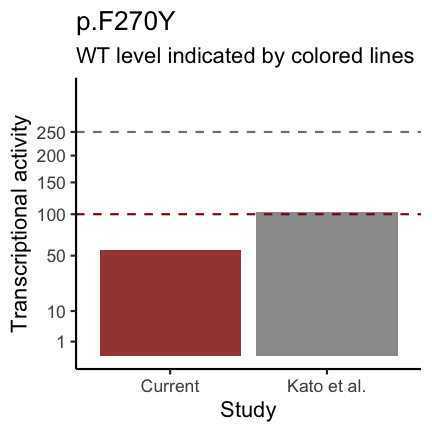 p.F270Y
WT level indicated by colored lines
Transcriptional activity
250
200
150
100
50
10
1
Current
Kato et al.
Study